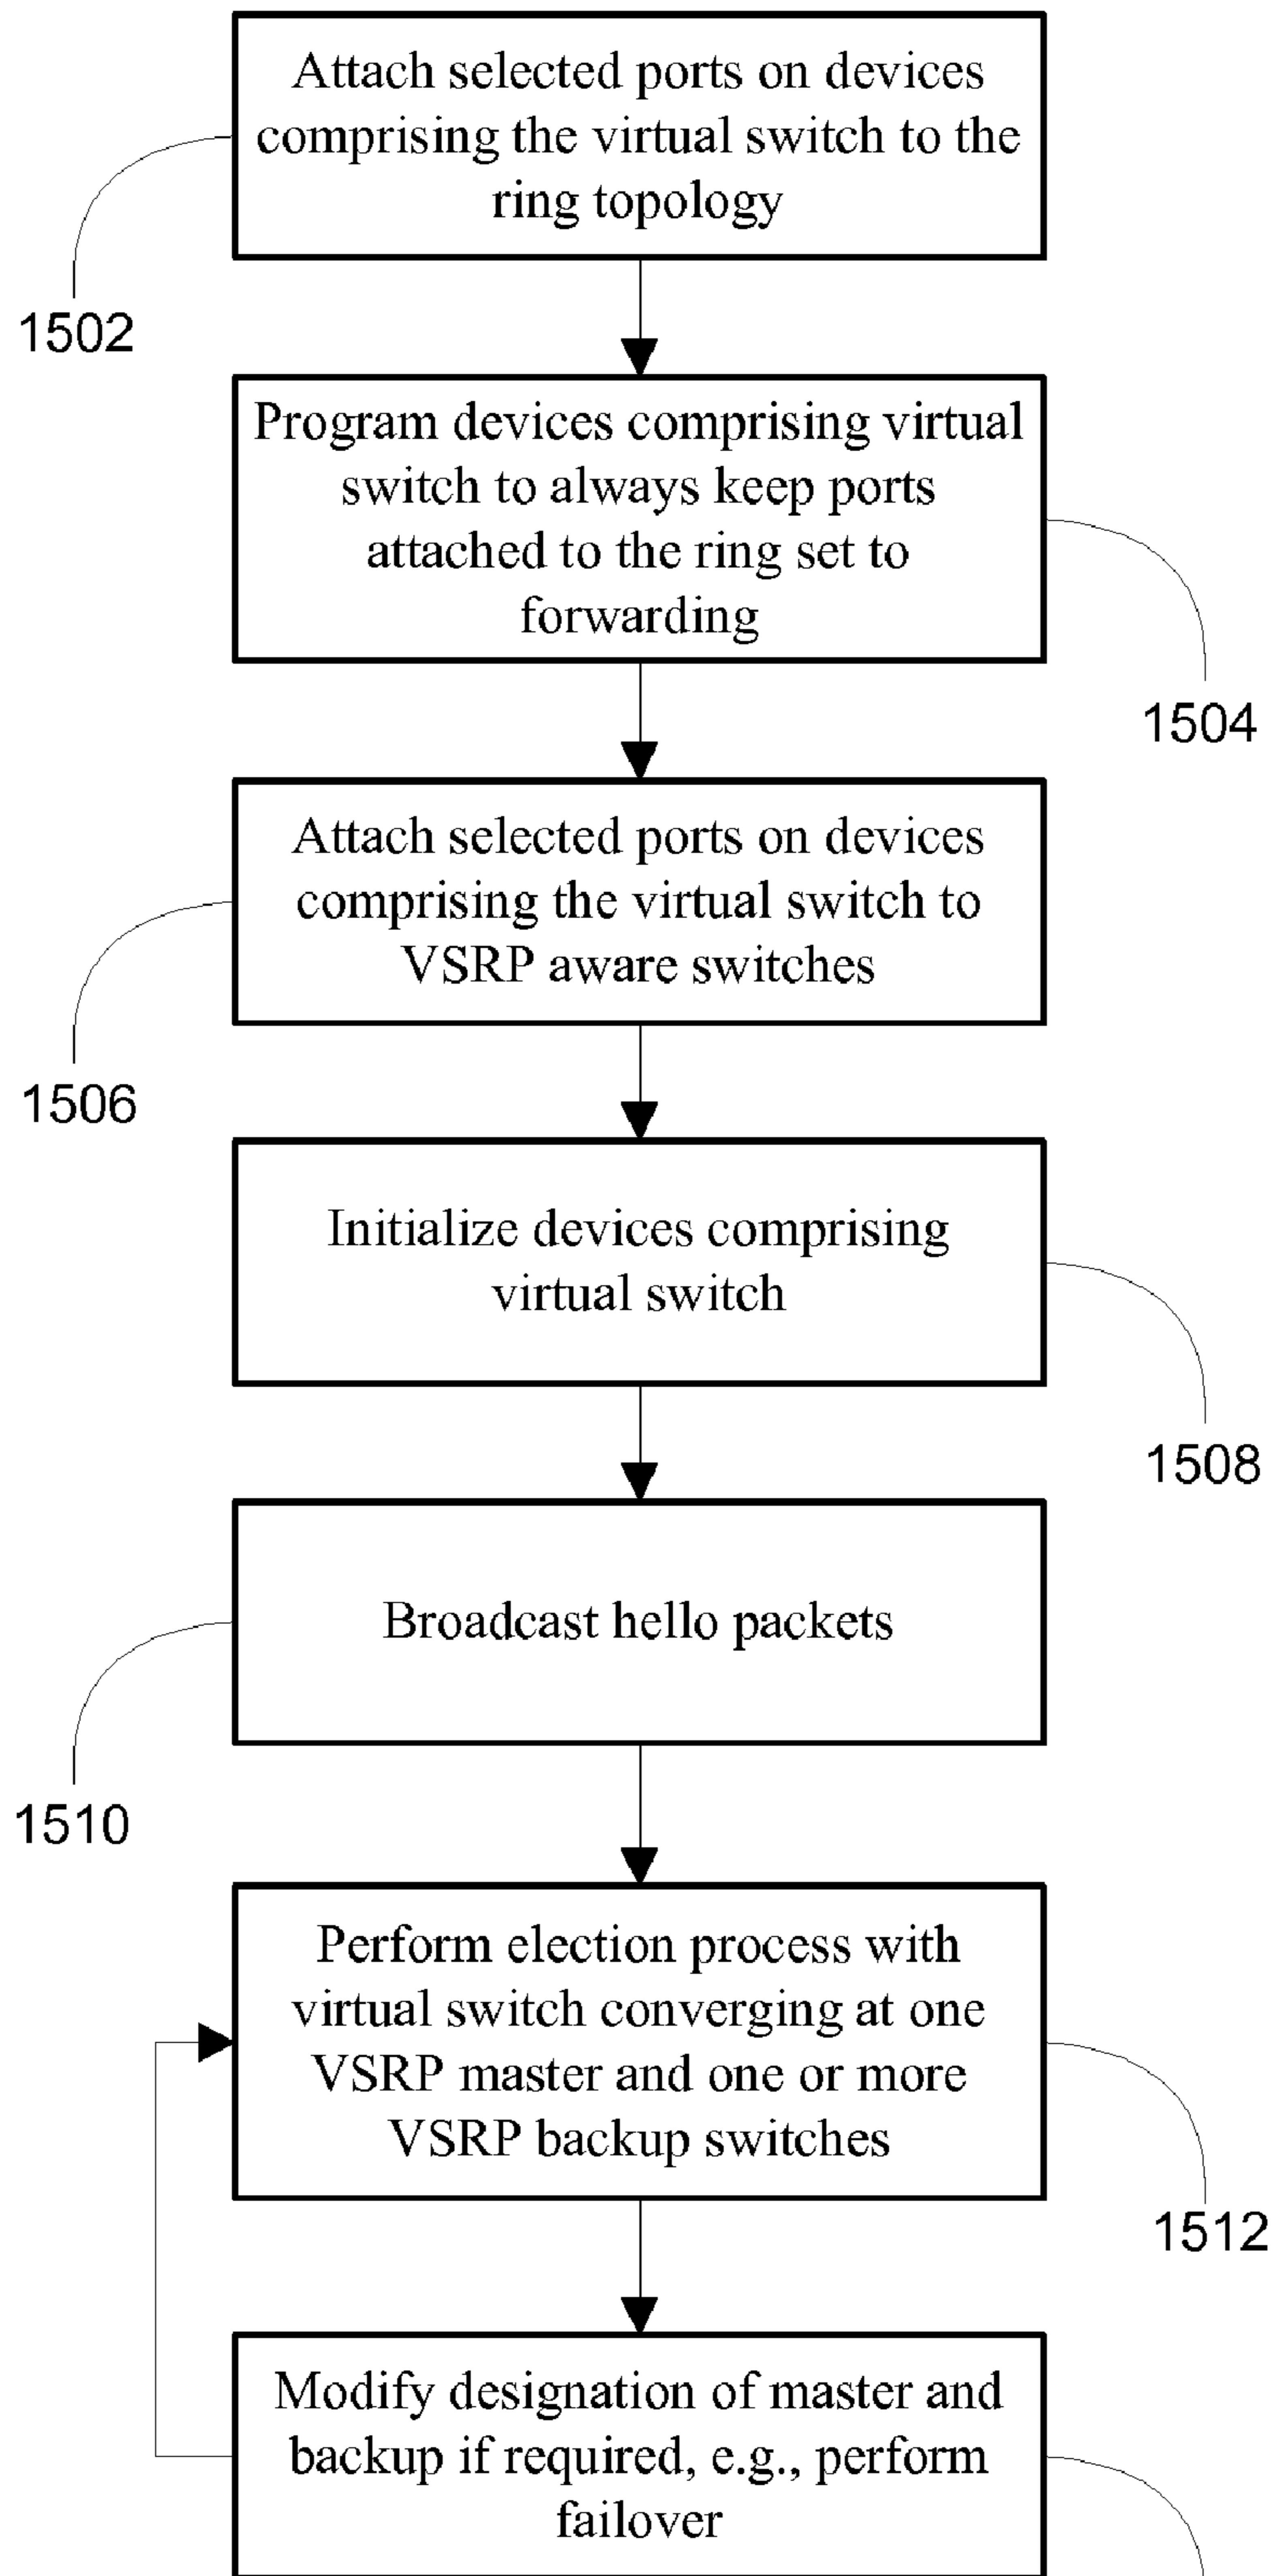 Attach selected ports on devices
comprising the virtual switch to the
ring topology
1502
Program devices comprising virtual
switch to always keep ports
attached to the ring set to
forwarding
1504
Attach selected ports on devices
comprising the virtual switch to
VSRP aware switches
1506
Initialize devices comprising
virtual switch
1508
Broadcast hello packets
1510
Perform election process with
virtual switch converging at one
VSRP master and one or more
VSRP backup switches
1512
Modify designation of master and
backup if required, e.g., perform
failover